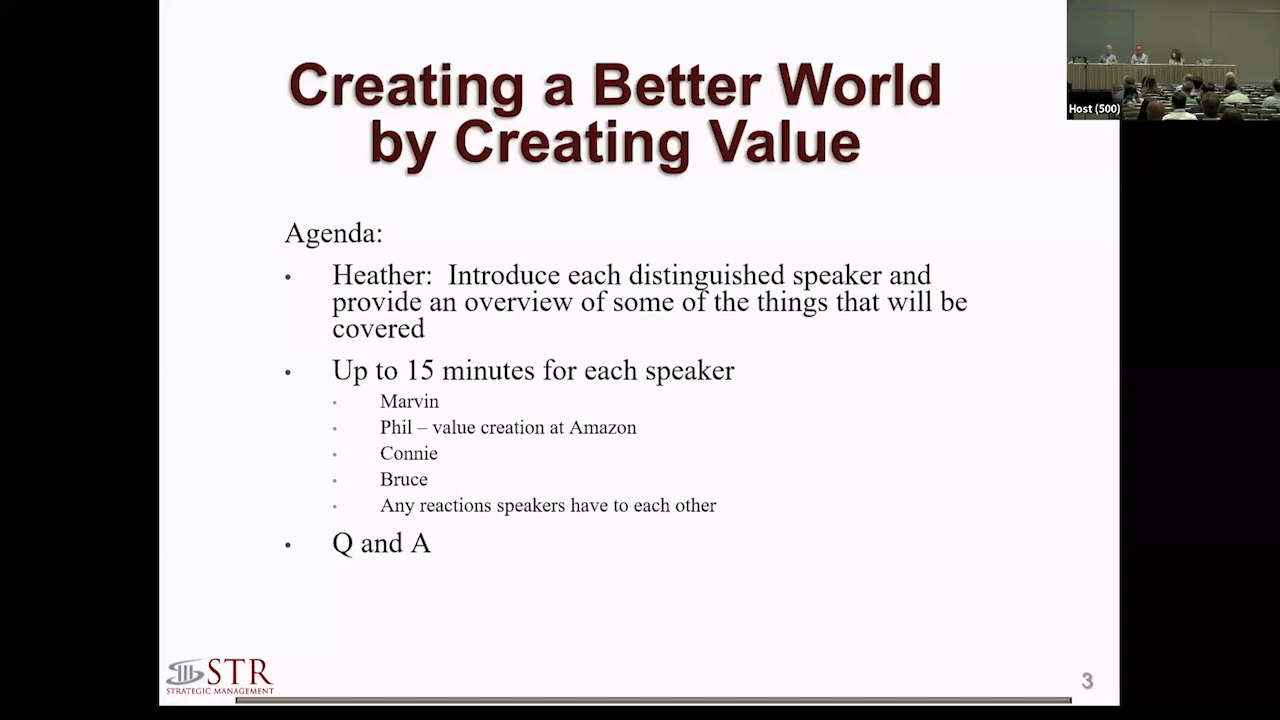 Creating a Better World
by Creating Value
Host (500)
Agenda:
• Heather: Introduce each distinguished speaker and
provide an overview of some of the things that will be
covered
• Up to 15 minutes for each speaker
• Marvin
• Phil – value creation at Amazon
• Connie
• Bruce
• Any reactions speakers have to each other
• Q and A
STR
STRATEGIC MANAGEMENT
3